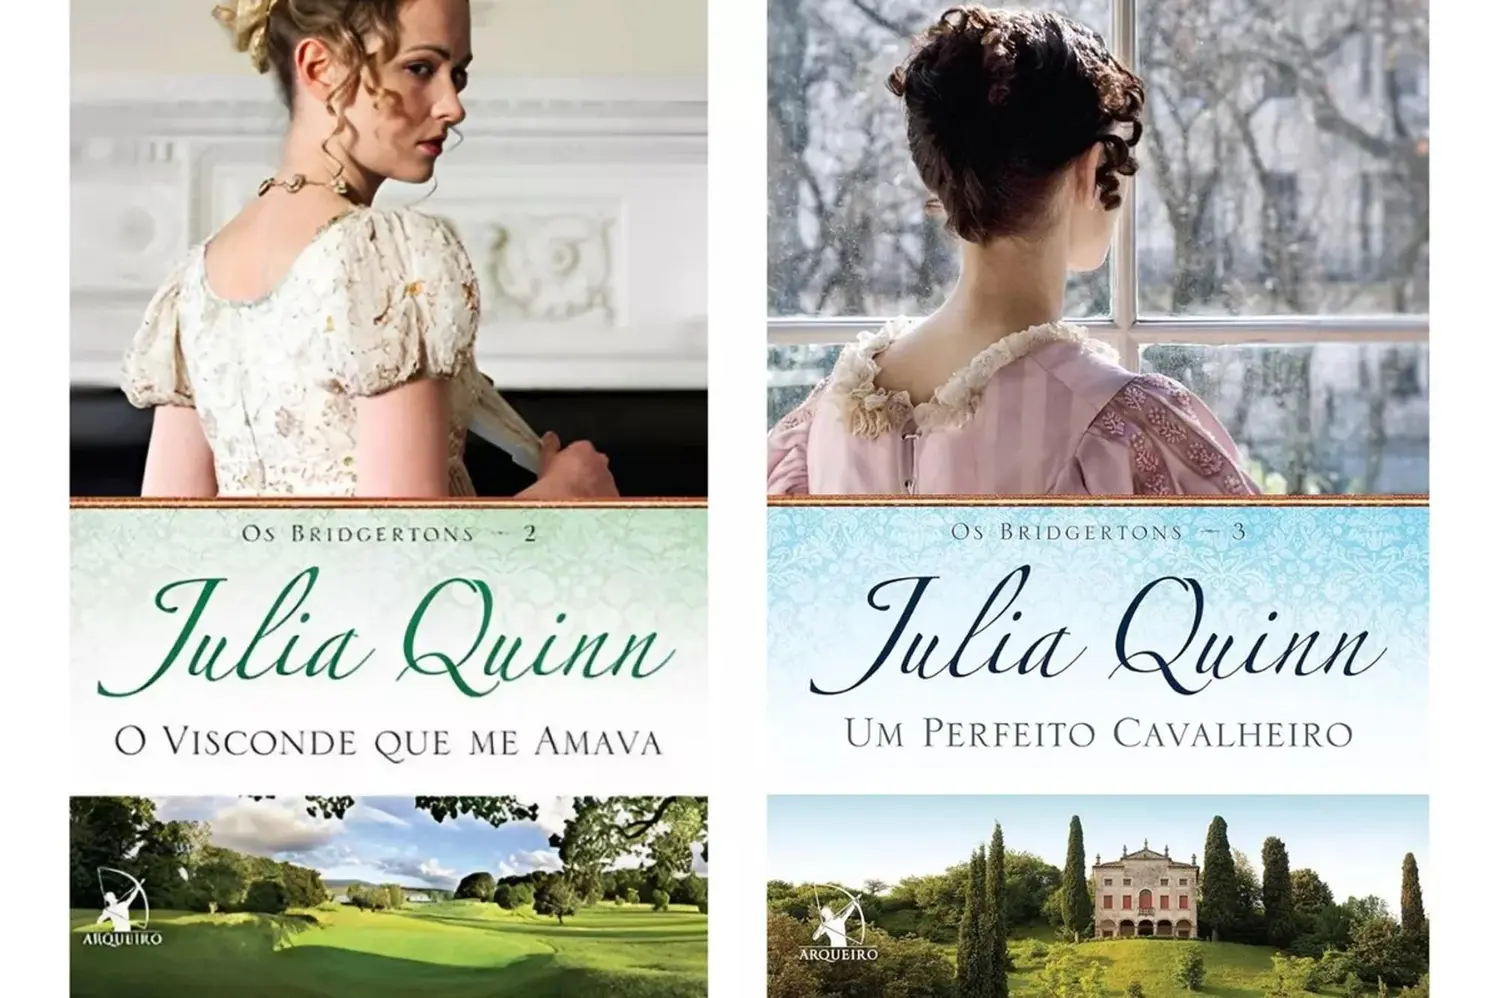 Os Bridgertons ~ 2
Julia Quinn
O Visconde que me Amava
ARQUEIRO
Os Bridgertons ~ 3
Julia Quinn
Um Perfeito Cavalheiro
ARQUEIRO